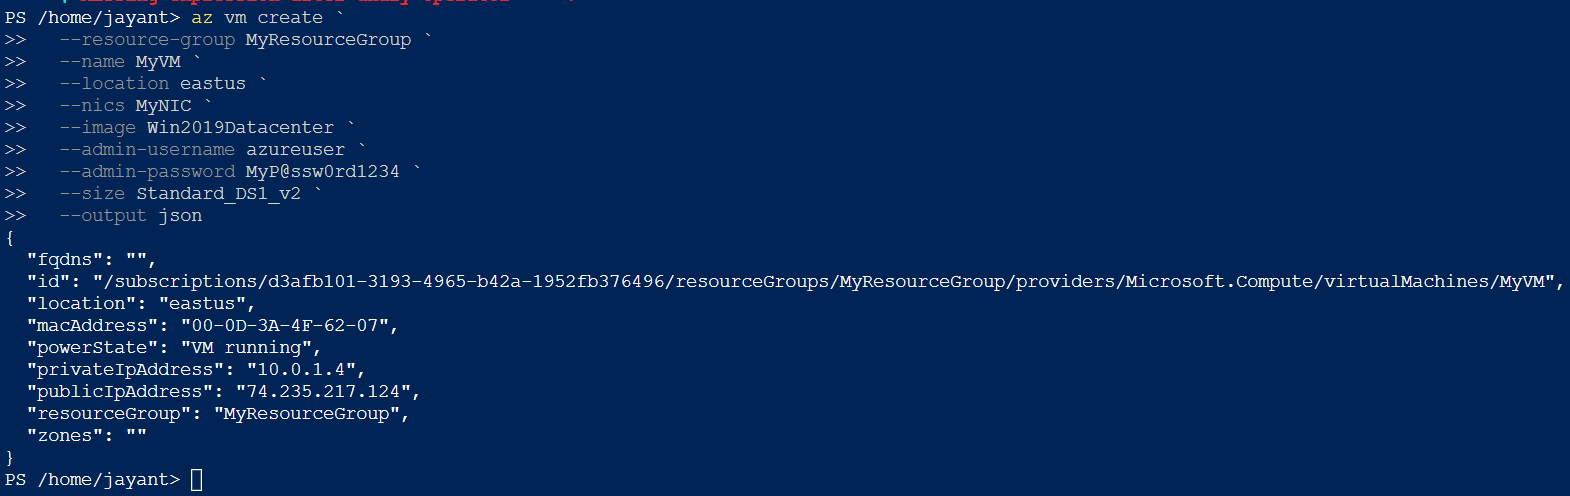 PS /home/jayant> az vm create `
>>   --resource-group MyResourceGroup `
>>   --name MyVM `
>>   --location eastus `
>>   --nics MyNIC `
>>   --image Win2019Datacenter `
>>   --admin-username azureuser `
>>   --admin-password MyP@ssw0rd1234 `
>>   --size Standard_DS1_v2 `
>>   --output json
{
  "fqdns": "",
  "id": "/subscriptions/d3afb101-3193-4965-b42a-1952fb376496/resourceGroups/MyResourceGroup/providers/Microsoft.Compute/virtualMachines/MyVM",
  "location": "eastus",
  "macAddress": "00-0D-3A-4F-62-07",
  "powerState": "VM running",
  "privateIpAddress": "10.0.1.4",
  "publicIpAddress": "74.235.217.124",
  "resourceGroup": "MyResourceGroup",
  "zones": ""
}
PS /home/jayant>